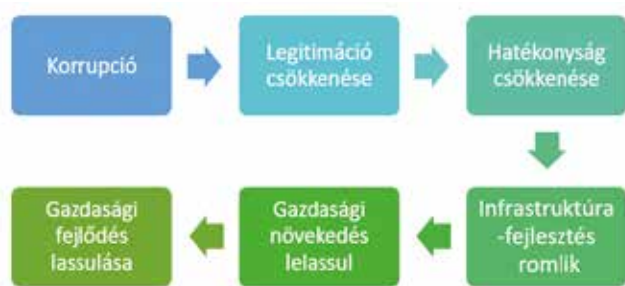 Korrupció
Legitimáció
csökkenése
Hatékonyság
csökkenése
Infrastruktúra
-fejlesztés
romlik
Gazdasági
növekedés
lelassul
Gazdasági
fejlődés
lassulása